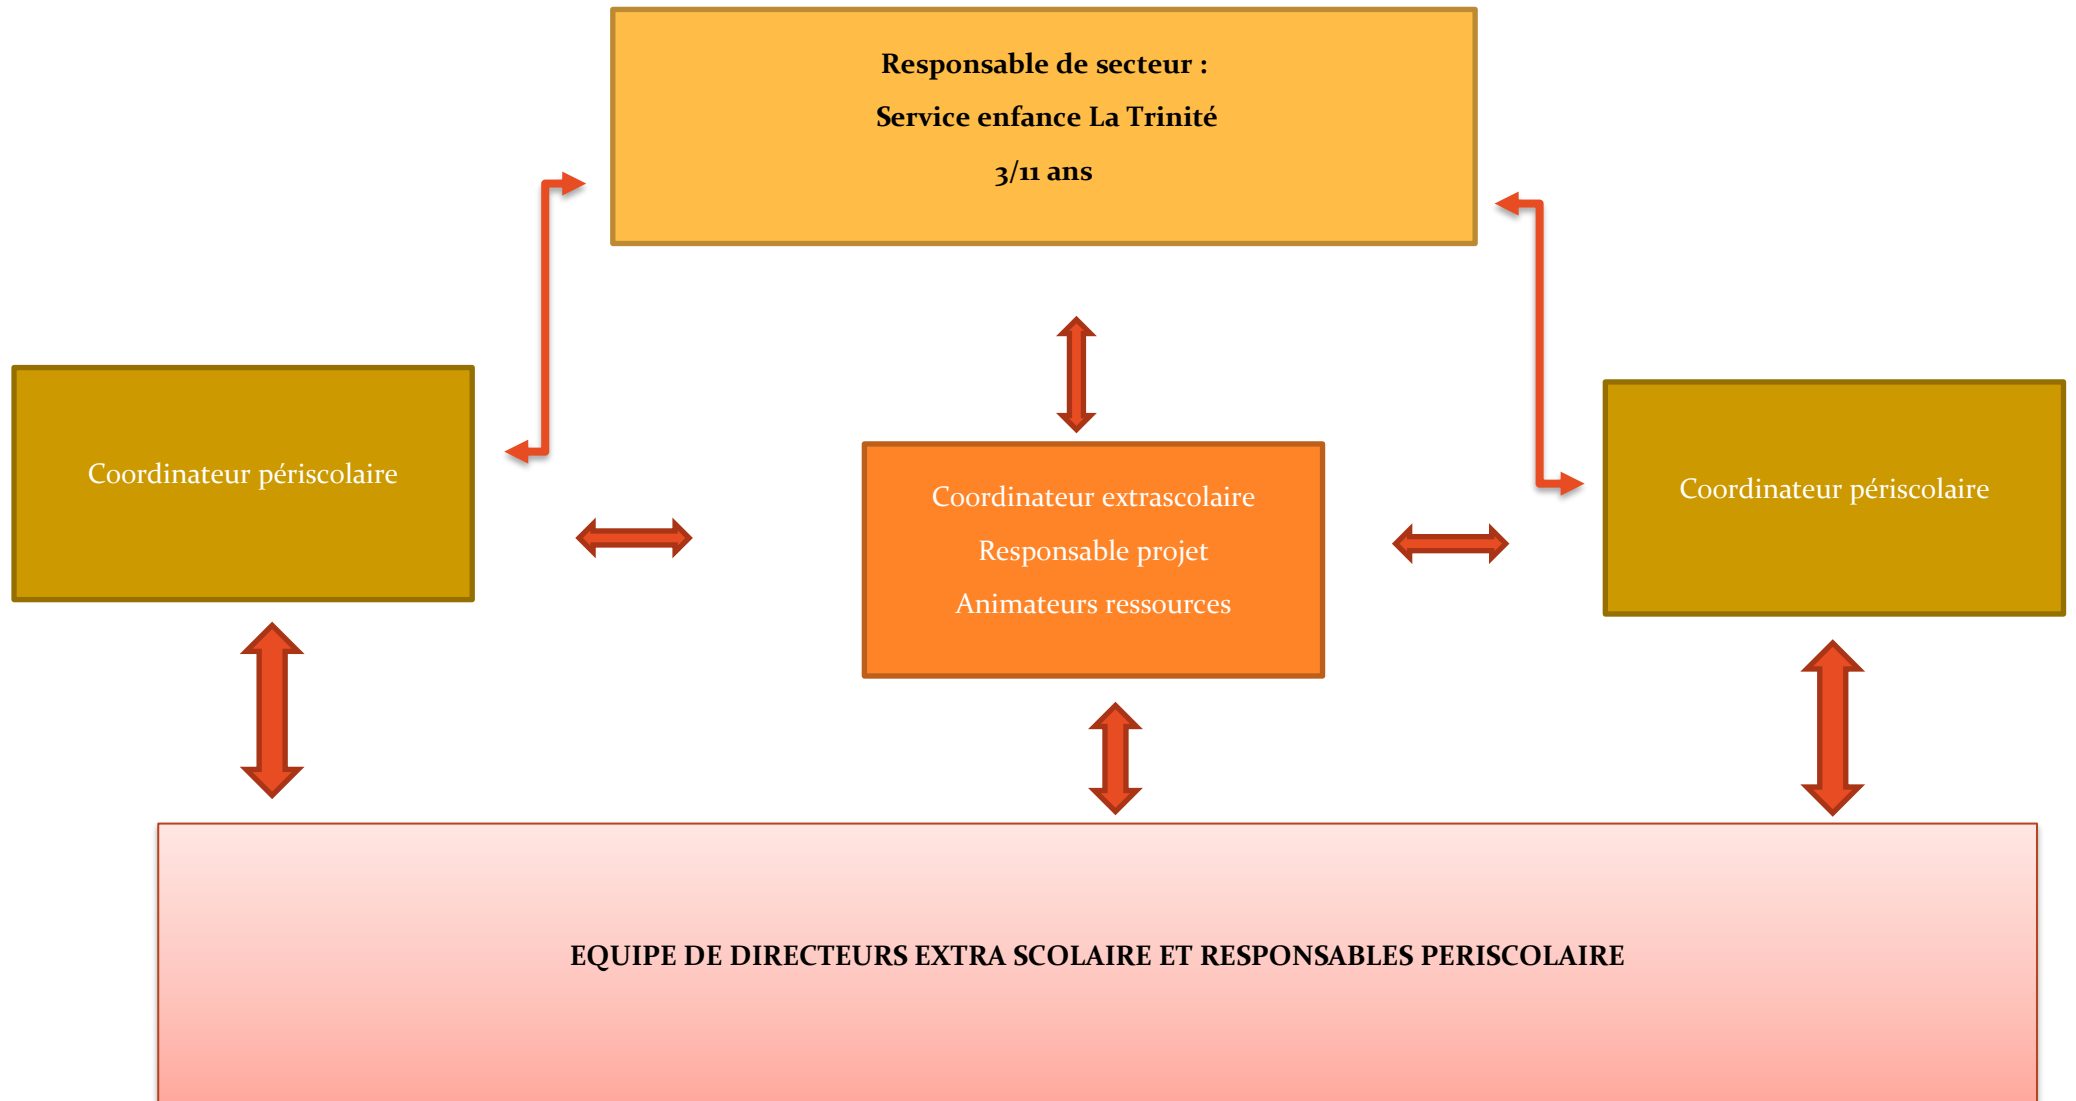 Responsable de secteur :
Service enfance La Trinité
3/11 ans
Coordinateur périscolaire
Coordinateur extrascolaire
Responsable projet
Animateurs ressources
Coordinateur périscolaire
EQUIPE DE DIRECTEURS EXTRA SCOLAIRE ET RESPONSABLES PERISCOLAIRE